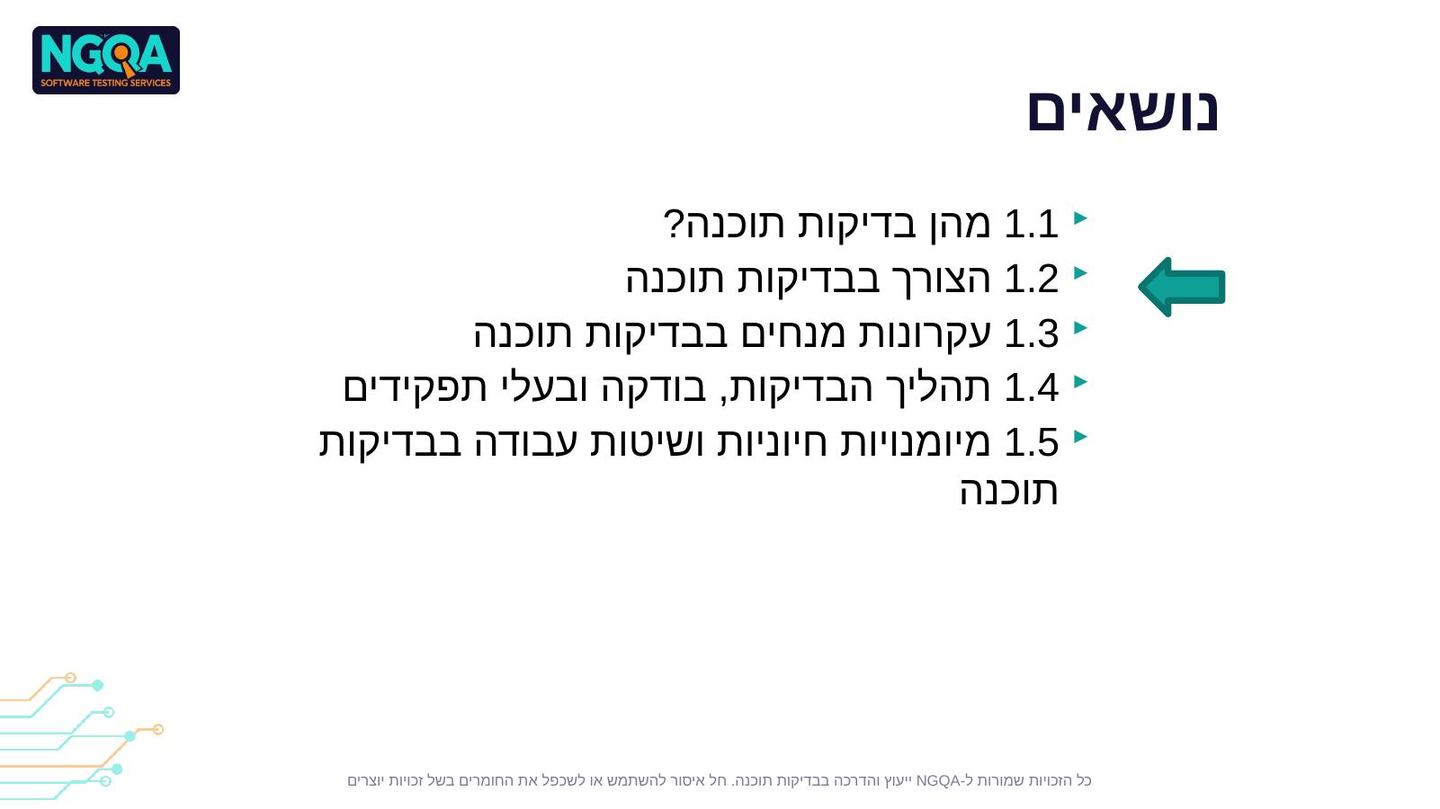 NGQA
SOFTWARE TESTING SERVICES
נושאים
1.1 מהן בדיקות תוכנה?
1.2 הצורך בבדיקות תוכנה
1.3 עקרונות מנחים בבדיקות תוכנה
1.4 תהליך הבדיקות, בודקה ובעלי תפקידים
1.5 מיומנויות חיוניות ושיטות עבודה בבדיקות
תוכנה
כל הזכויות שמורות ל-NGQA ייעוץ והדרכה בבדיקות תוכנה. חל איסור להשתמש או לשכפל את החומרים בשל זכויות יוצרים